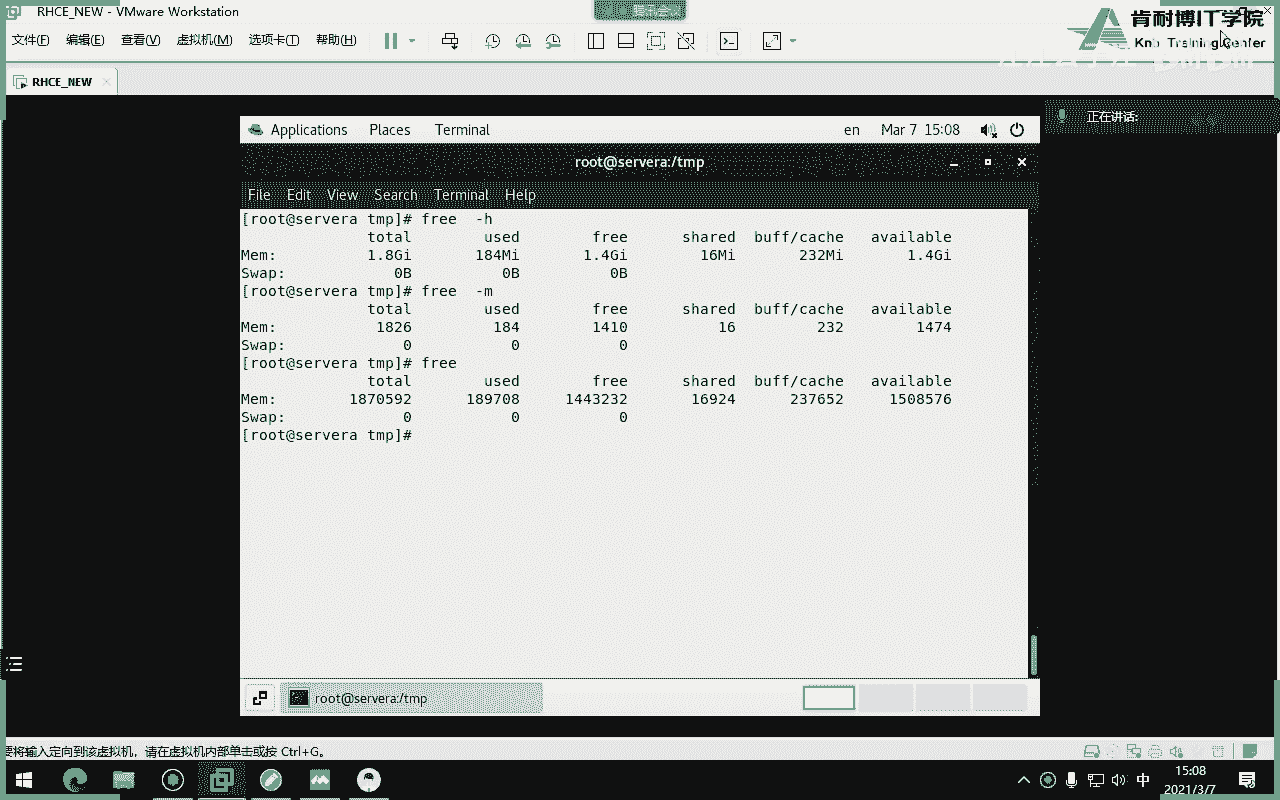 RHCE_NEW - VMware Workstation
肯耐博IT学院
Knb Training Center
文件(F) 编辑(E) 查看(V) 虚拟机(M) 选项卡(T) 帮助(H)
RHCE_NEW
正在讲话:
Applications Places Terminal en Mar 7 15:08
root@servera:/tmp
File Edit View Search Terminal Help
[root@servera tmp]# free  -h
total used free shared buff/cache available
Mem: 1.8Gi 184Mi 1.4Gi 16Mi 232Mi 1.4Gi
Swap: 0B 0B 0B
[root@servera tmp]# free  -m
total used free shared buff/cache available
Mem: 1826 184 1410 16 232 1474
Swap: 0 0 0
[root@servera tmp]# free
total used free shared buff/cache available
Mem: 1870592 189708 1443232 16924 237652 1508576
Swap: 0 0 0
[root@servera tmp]#
root@servera:/tmp
要将输入定向到该虚拟机，请在虚拟机内部单击或按 Ctrl+G。
中
15:08
2021/3/7